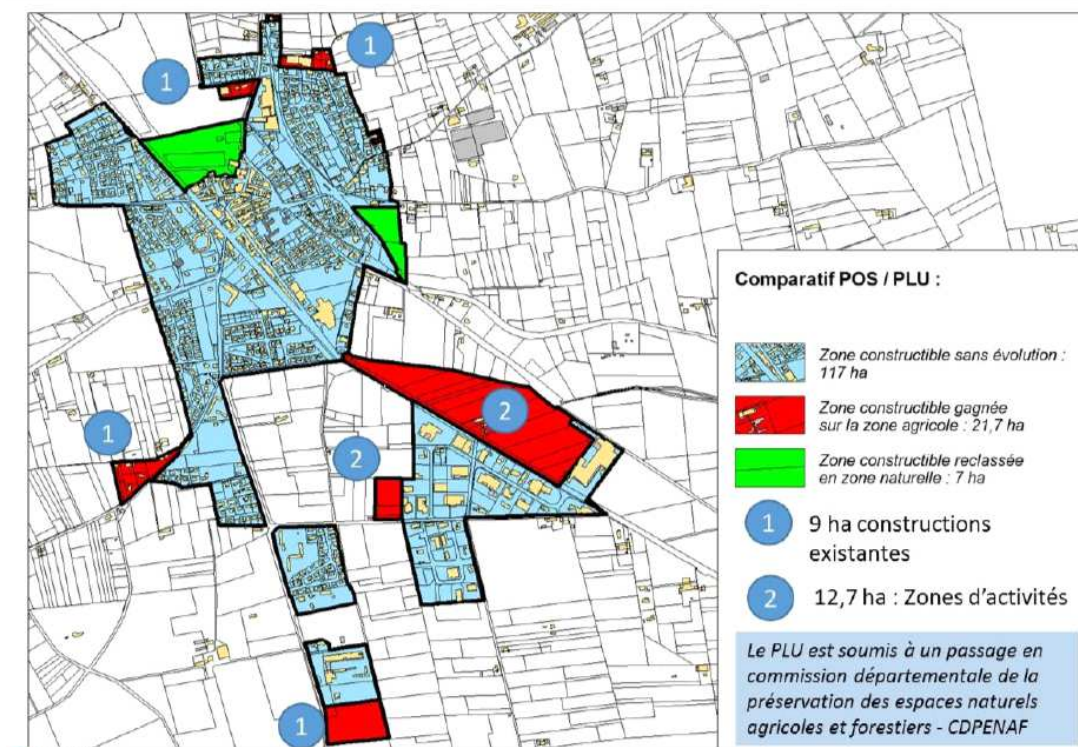 1
1
1
2
2
1
Comparatif POS / PLU :
Zone constructible sans évolution :
117 ha
Zone constructible gagnée
sur la zone agricole : 21,7 ha
Zone constructible reclassée
en zone naturelle : 7 ha
1 9 ha constructions
existantes
2 12,7 ha : Zones d'activités
Le PLU est soumis à un passage en
commission départementale de la
préservation des espaces naturels
agricoles et forestiers - CDPENAF